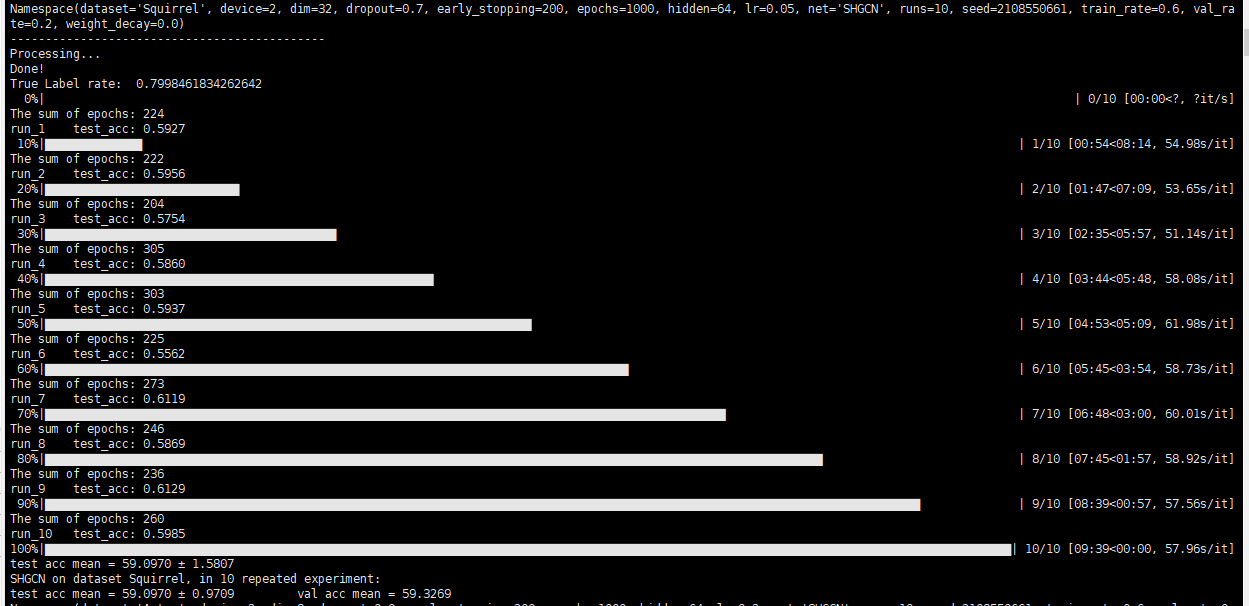 Namespace(dataset='Squirrel', device=2, dim=32, dropout=0.7, early_stopping=200, epochs=1000, hidden=64, lr=0.05, net='SHGCN', runs=10, seed=2108550661, train_rate=0.6, val_ra
te=0.2, weight_decay=0.0)
---------------------------------------------
Processing...
Done!
True Label rate:  0.7998461834262642
  0%|          | 0/10 [00:00<?, ?it/s]
The sum of epochs: 224
run_1    test_acc: 0.5927
 10%|          | 1/10 [00:54<08:14, 54.98s/it]
The sum of epochs: 222
run_2    test_acc: 0.5956
 20%|          | 2/10 [01:47<07:09, 53.65s/it]
The sum of epochs: 204
run_3    test_acc: 0.5754
 30%|          | 3/10 [02:35<05:57, 51.14s/it]
The sum of epochs: 305
run_4    test_acc: 0.5860
 40%|          | 4/10 [03:44<05:48, 58.08s/it]
The sum of epochs: 303
run_5    test_acc: 0.5937
 50%|          | 5/10 [04:53<05:09, 61.98s/it]
The sum of epochs: 225
run_6    test_acc: 0.5562
 60%|          | 6/10 [05:45<03:54, 58.73s/it]
The sum of epochs: 273
run_7    test_acc: 0.6119
 70%|          | 7/10 [06:48<03:00, 60.01s/it]
The sum of epochs: 246
run_8    test_acc: 0.5869
 80%|          | 8/10 [07:45<01:57, 58.92s/it]
The sum of epochs: 236
run_9    test_acc: 0.6129
 90%|          | 9/10 [08:39<00:57, 57.56s/it]
The sum of epochs: 260
run_10   test_acc: 0.5985
100%|          | 10/10 [09:39<00:00, 57.96s/it]
test acc mean = 59.0970 ± 1.5807
SHGCN on dataset Squirrel, in 10 repeated experiment:
test acc mean = 59.0970 ± 0.9709         val acc mean = 59.3269